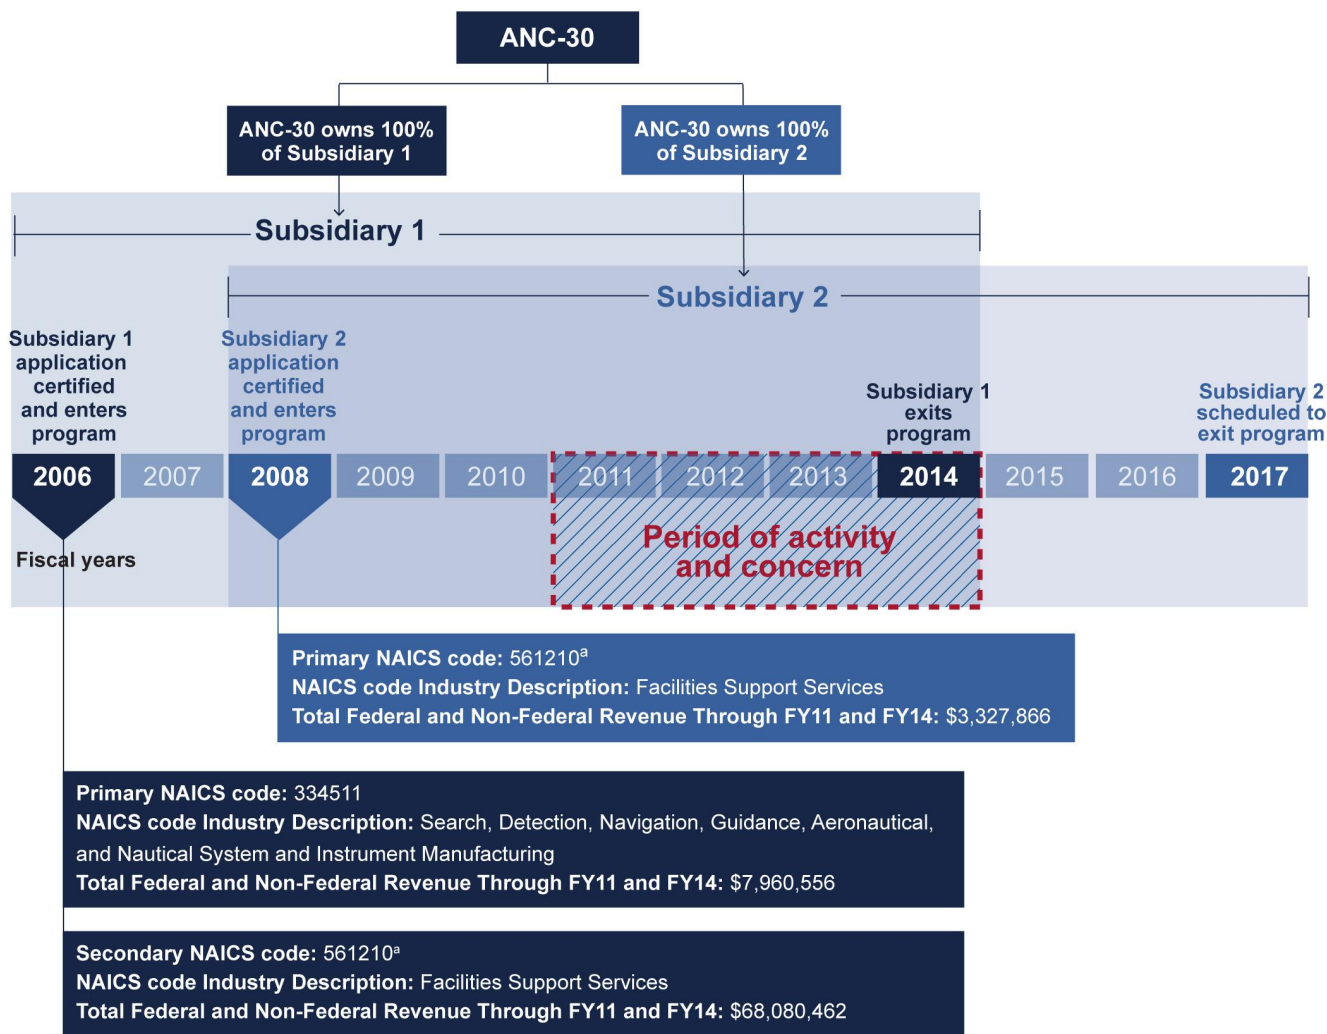 ANC-30
ANC-30 owns 100%
of Subsidiary 1
ANC-30 owns 100%
of Subsidiary 2
Subsidiary 1
Subsidiary 2
Subsidiary 1
application
certified
and enters
program
Subsidiary 2
application
certified
and enters
program
Subsidiary 1
exits
program
Subsidiary 2
scheduled to
exit program
2006 2007 2008 2009 2010 2011 2012 2013 2014 2015 2016 2017
Fiscal years
Period of activity
and concern
Primary NAICS code: 561210ª
NAICS code Industry Description: Facilities Support Services
Total Federal and Non-Federal Revenue Through FY11 and FY14: $3,327,866
Primary NAICS code: 334511
NAICS code Industry Description: Search, Detection, Navigation, Guidance, Aeronautical,
and Nautical System and Instrument Manufacturing
Total Federal and Non-Federal Revenue Through FY11 and FY14: $7,960,556
Secondary NAICS code: 561210ª
NAICS code Industry Description: Facilities Support Services
Total Federal and Non-Federal Revenue Through FY11 and FY14: $68,080,462